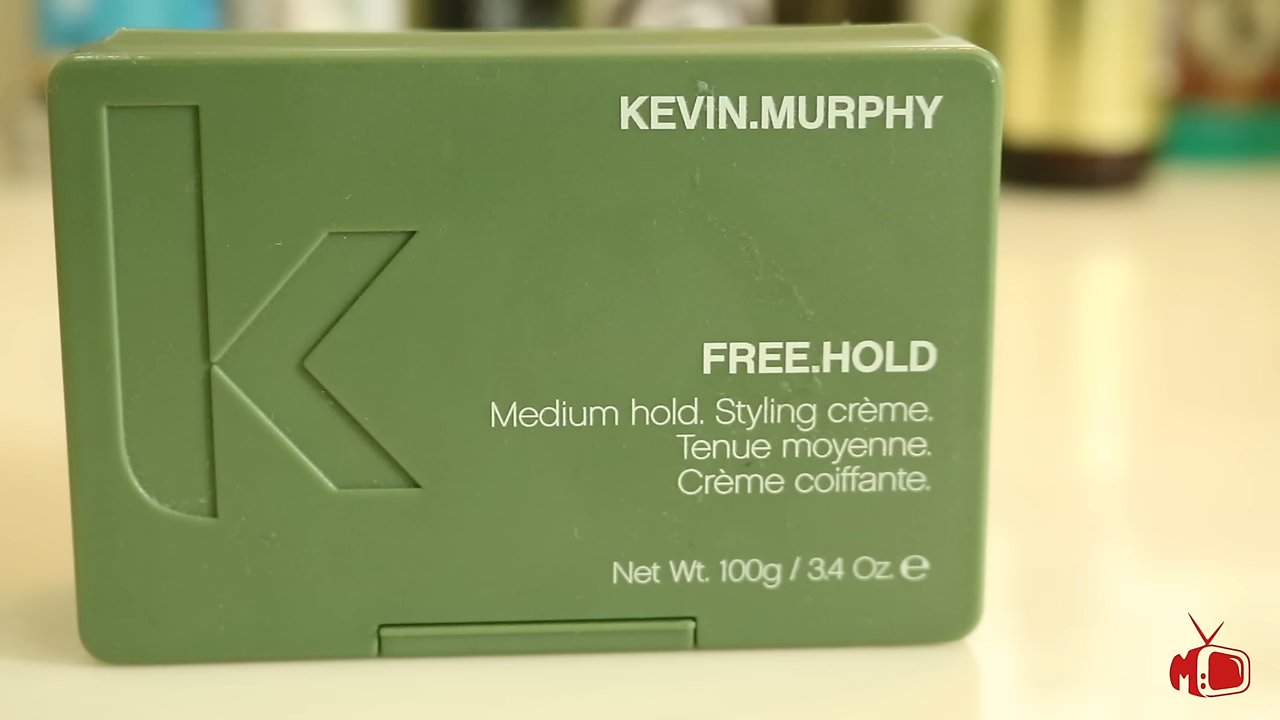 KEVIN.MURPHY
FREE.HOLD
Medium hold. Styling crème.
Tenue moyenne.
Crème coiffante.
Net Wt. 100g / 3.4 Oz. ℮